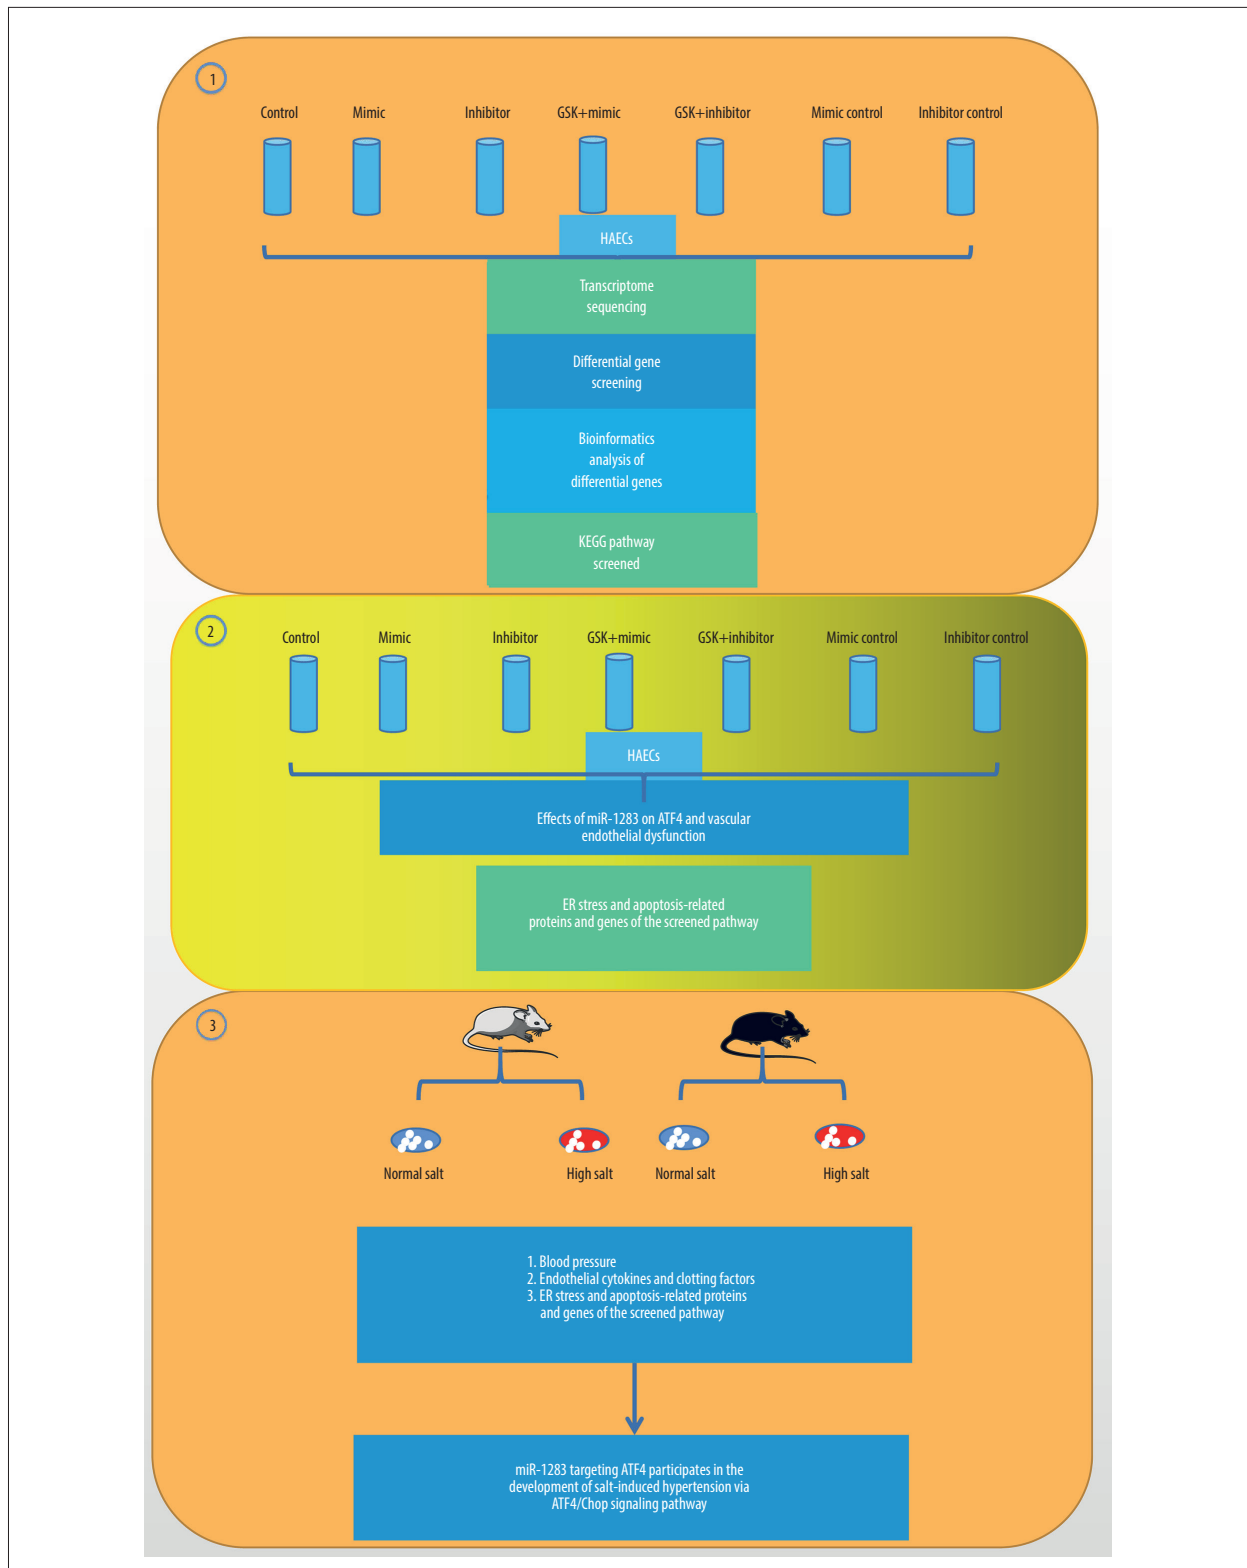 1
Control Mimic Inhibitor GSK+mimic GSK+inhibitor Mimic control Inhibitor control
HAECs
Transcriptome
sequencing
Differential gene
screening
Bioinformatics
analysis of
differential genes
KEGG pathway
screened
2
Control Mimic Inhibitor GSK+mimic GSK+inhibitor Mimic control Inhibitor control
HAECs
Effects of miR-1283 on ATF4 and vascular
endothelial dysfunction
ER stress and apoptosis-related
proteins and genes of the screened pathway
3
Normal salt High salt Normal salt High salt
1. Blood pressure
2. Endothelial cytokines and clotting factors
3. ER stress and apoptosis-related proteins
and genes of the screened pathway
miR-1283 targeting ATF4 participates in the
development of salt-induced hypertension via
ATF4/Chop signaling pathway